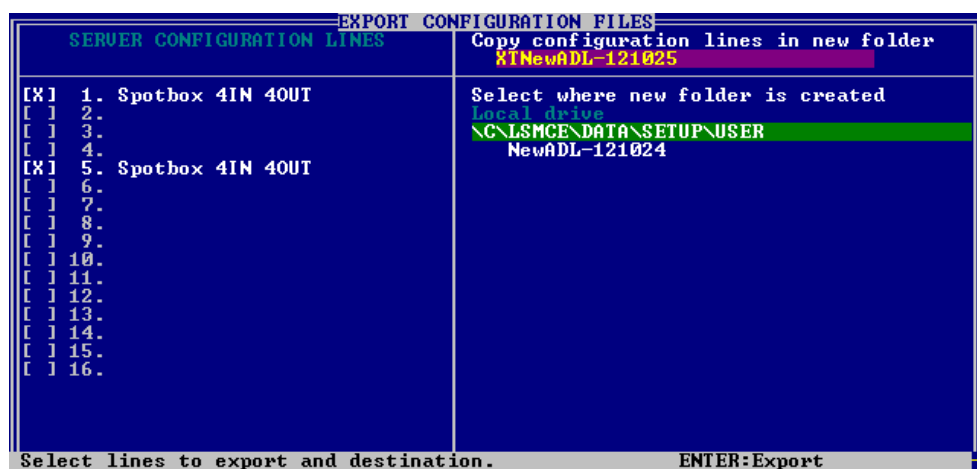 EXPORT CONFIGURATION FILES
SERVER CONFIGURATION LINES
[X] 1. Spotbox 4IN 4OUT
[ ] 2.
[ ] 3.
[ ] 4.
[X] 5. Spotbox 4IN 4OUT
[ ] 6.
[ ] 7.
[ ] 8.
[ ] 9.
[ ] 10.
[ ] 11.
[ ] 12.
[ ] 13.
[ ] 14.
[ ] 15.
[ ] 16.
Copy configuration lines in new folder
XTNewADL-121025
Select where new folder is created
Local drive
\C\LSMCE\DATA\SETUP\USER
NewADL-121024
Select lines to export and destination.
ENTER:Export